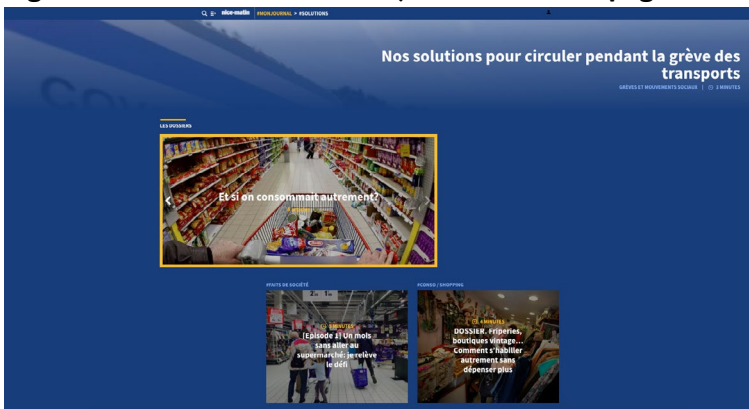 nice-matin #MONJOURNAL > #SOLUTIONS
Nos solutions pour circuler pendant la grève des
transports
GRÈVES ET MOUVEMENTS SOCIAUX | 3 MINUTES
LES DOSSIERS
Et si on consommait autrement?
#FAITS DE SOCIÉTÉ
3 MINUTES
[Episode 1] Un mois
sans aller au
supermarché: je relève
le défi
#CONSO / SHOPPING
4 MINUTES
DOSSIER. Friperies,
boutiques vintage...
Comment s'habiller
autrement sans
dépenser plus